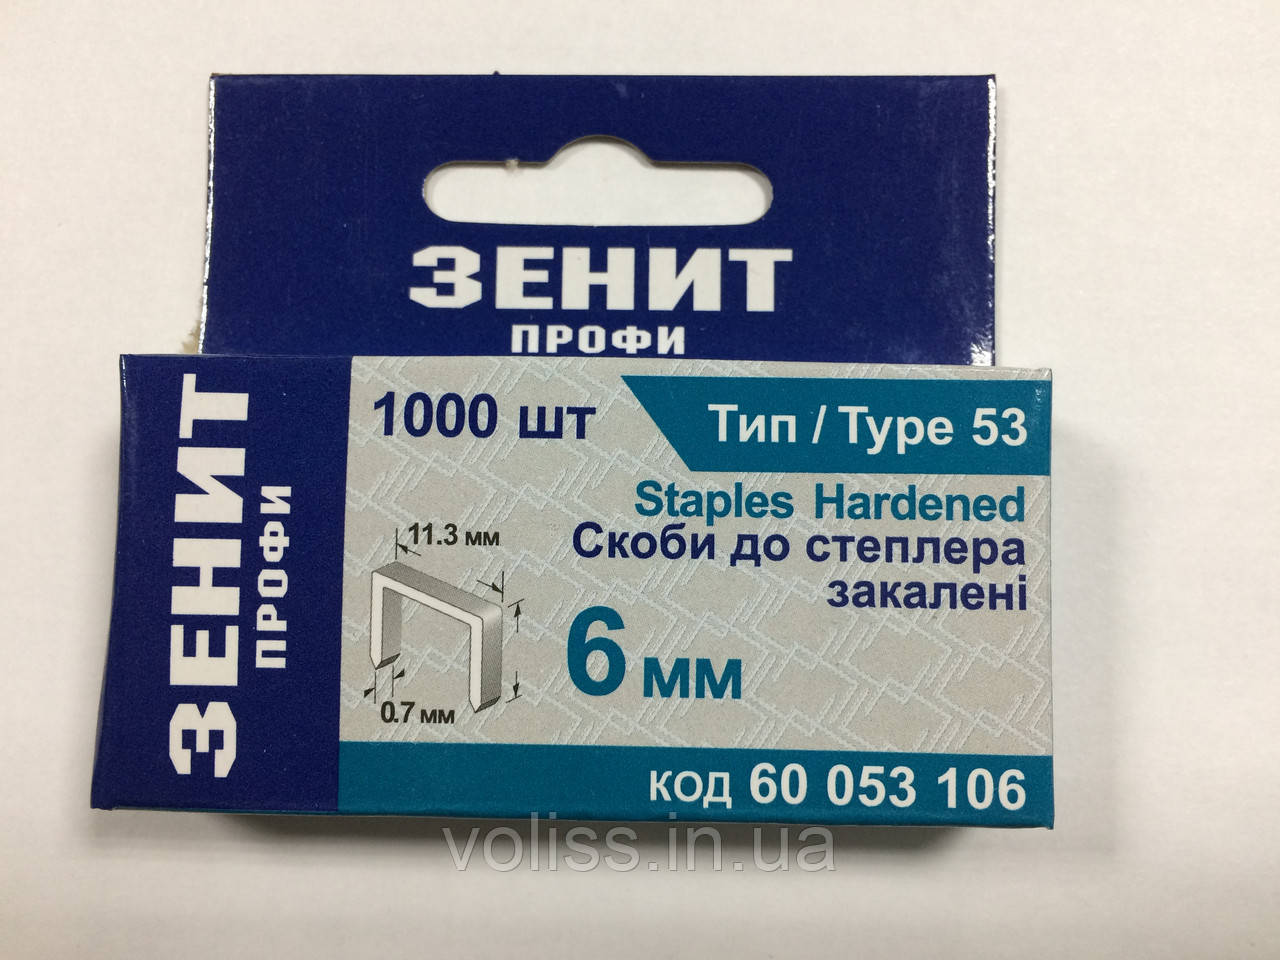 ЗЕНИТ
ПРОФИ
ЗЕНИТ
ПРОФИ
1000 шт
Тип / Type 53
Staples Hardened
Скоби до степлера
закалені
11.3 мм
6 мм
0.7 мм
код 60 053 106
voliss.in.ua